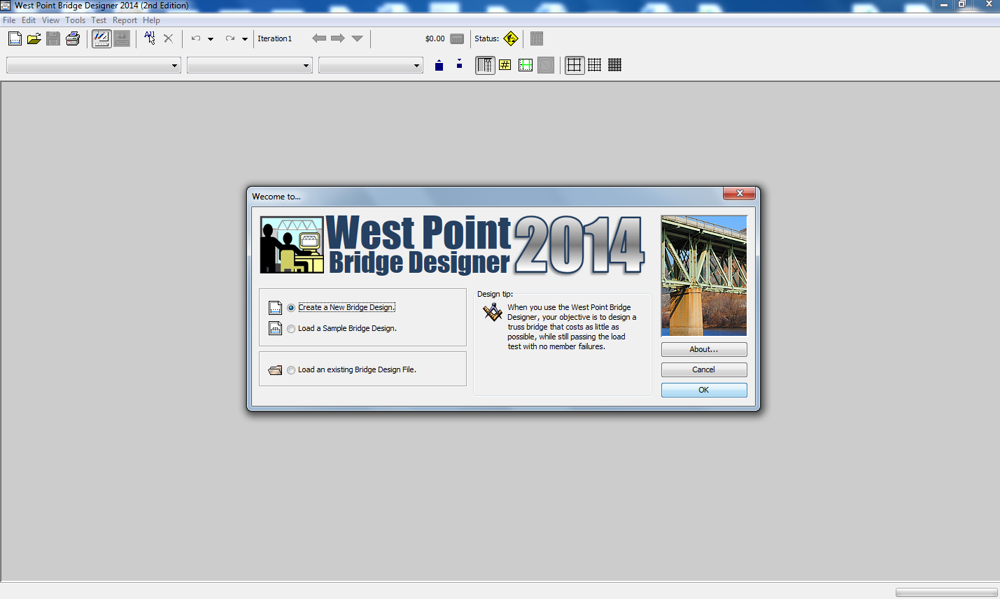 West Point Bridge Designer 2014 (2nd Edition)
File Edit View Tools Test Report Help
Iteration1 $0.00 Status:
Wecome to...
West Point
Bridge Designer
2014
Create a New Bridge Design.
Load a Sample Bridge Design.
Load an existing Bridge Design File.
Design tip:
When you use the West Point Bridge
Designer, your objective is to design a
truss bridge that costs as little as
possible, while still passing the load
test with no member failures.
About...
Cancel
OK